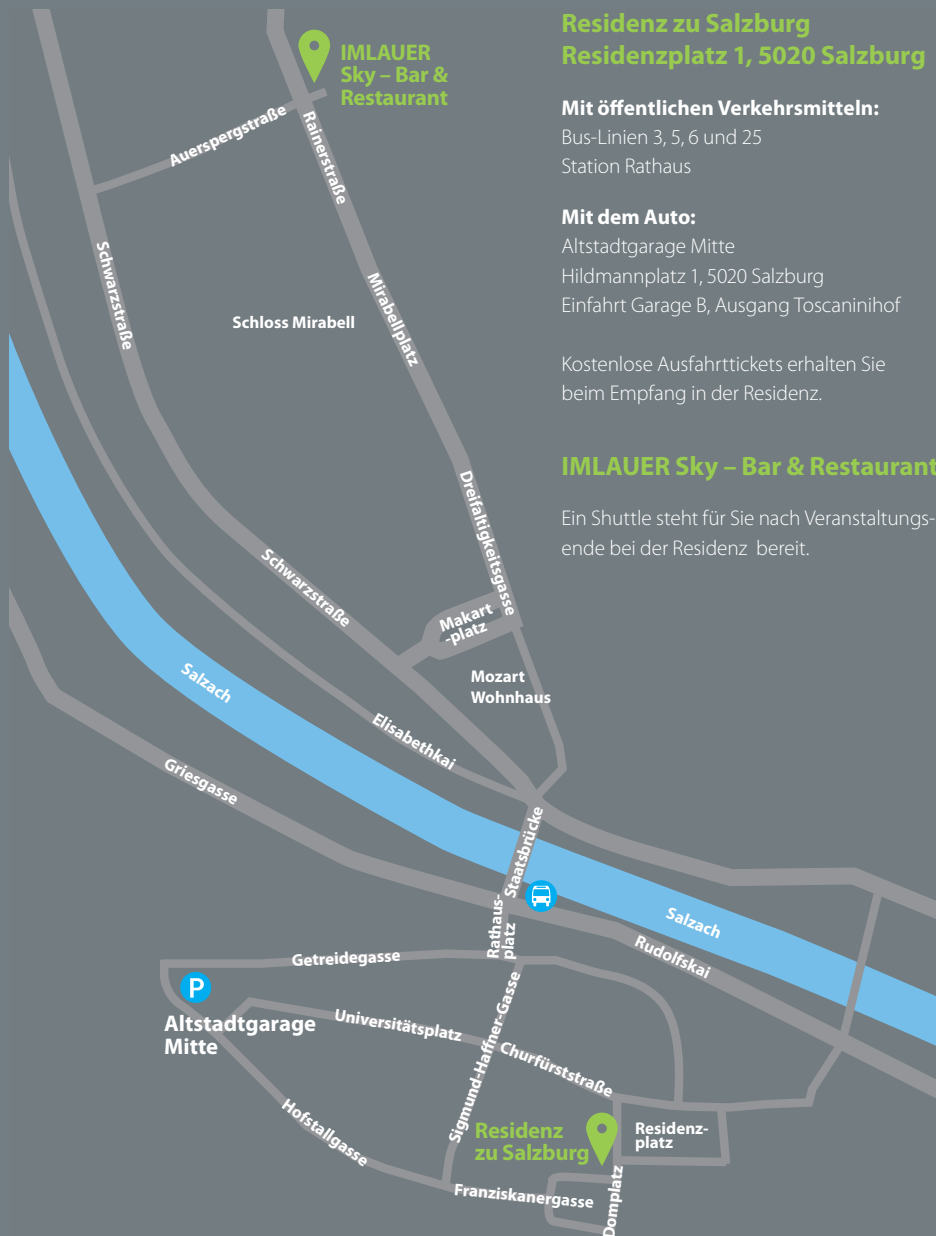 Residenz zu Salzburg
Residenzplatz 1, 5020 Salzburg
Mit öffentlichen Verkehrsmitteln:
Bus-Linien 3, 5, 6 und 25
Station Rathaus
Mit dem Auto:
Altstadtgarage Mitte
Hildmannplatz 1, 5020 Salzburg
Einfahrt Garage B, Ausgang Toscaninihof
Kostenlose Ausfahrttickets erhalten Sie
beim Empfang in der Residenz.
IMLAUER Sky – Bar & Restaurant
Ein Shuttle steht für Sie nach Veranstaltungs-
ende bei der Residenz bereit.
IMLAUER
Sky – Bar &
Restaurant
Auerspergstraße
Rainerstraße
Schwarzstraße
Schloss Mirabell
Mirabellplatz
Dreifaltigkeitsgasse
Schwarzstraße
Makart
-platz
Mozart
Wohnhaus
Salzach
Elisabethkai
Griesgasse
Staatsbrücke
Rathaus-
platz
Salzach
Rudolfskai
Getreidegasse
P
Altstadtgarage
Mitte
Universitätsplatz
Sigmund-Haffner-Gasse
Churfürststraße
Hofstallgasse
Residenz
zu Salzburg
Residenz-
platz
Franziskanergasse
Domplatz